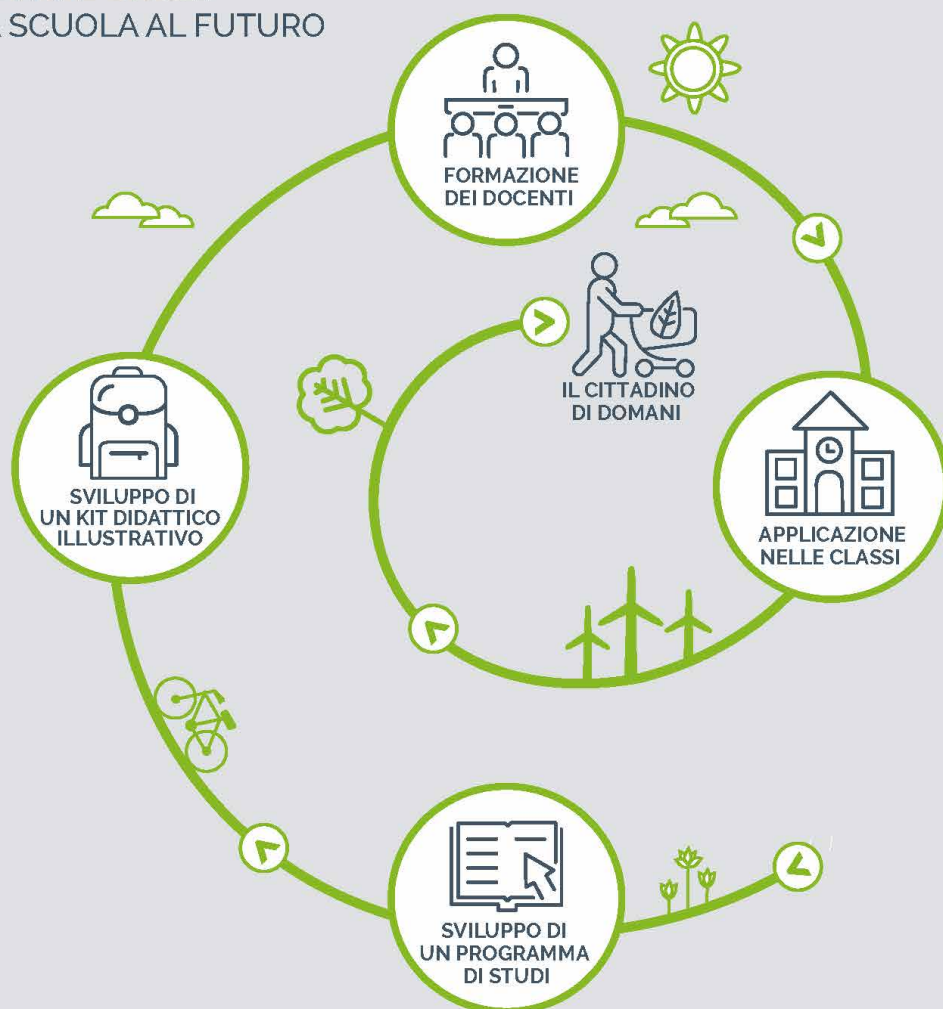 SCUOLA AL FUTURO
FORMAZIONE
DEI DOCENTI
IL CITTADINO
DI DOMANI
SVILUPPO DI
UN KIT DIDATTICO
ILLUSTRATIVO
APPLICAZIONE
NELLE CLASSI
SVILUPPO DI
UN PROGRAMMA
DI STUDI